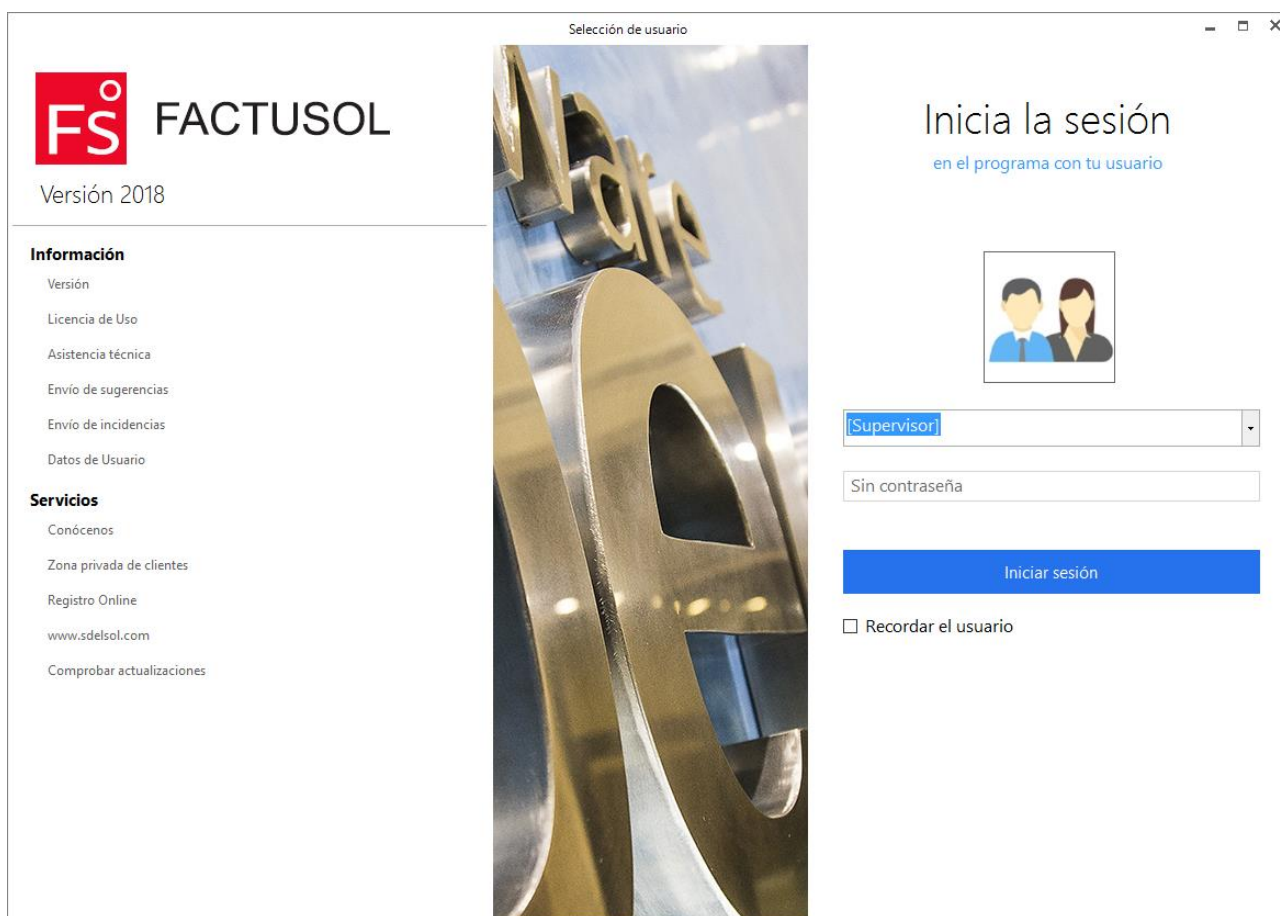 Selección de usuario
FS
FACTUSOL
Versión 2018
Información
Versión
Licencia de Uso
Asistencia técnica
Envío de sugerencias
Envío de incidencias
Datos de Usuario
Servicios
Conócenos
Zona privada de clientes
Registro Online
www.sdelsol.com
Comprobar actualizaciones
Inicia la sesión
en el programa con tu usuario
[Supervisor]
Sin contraseña
Iniciar sesión
Recordar el usuario